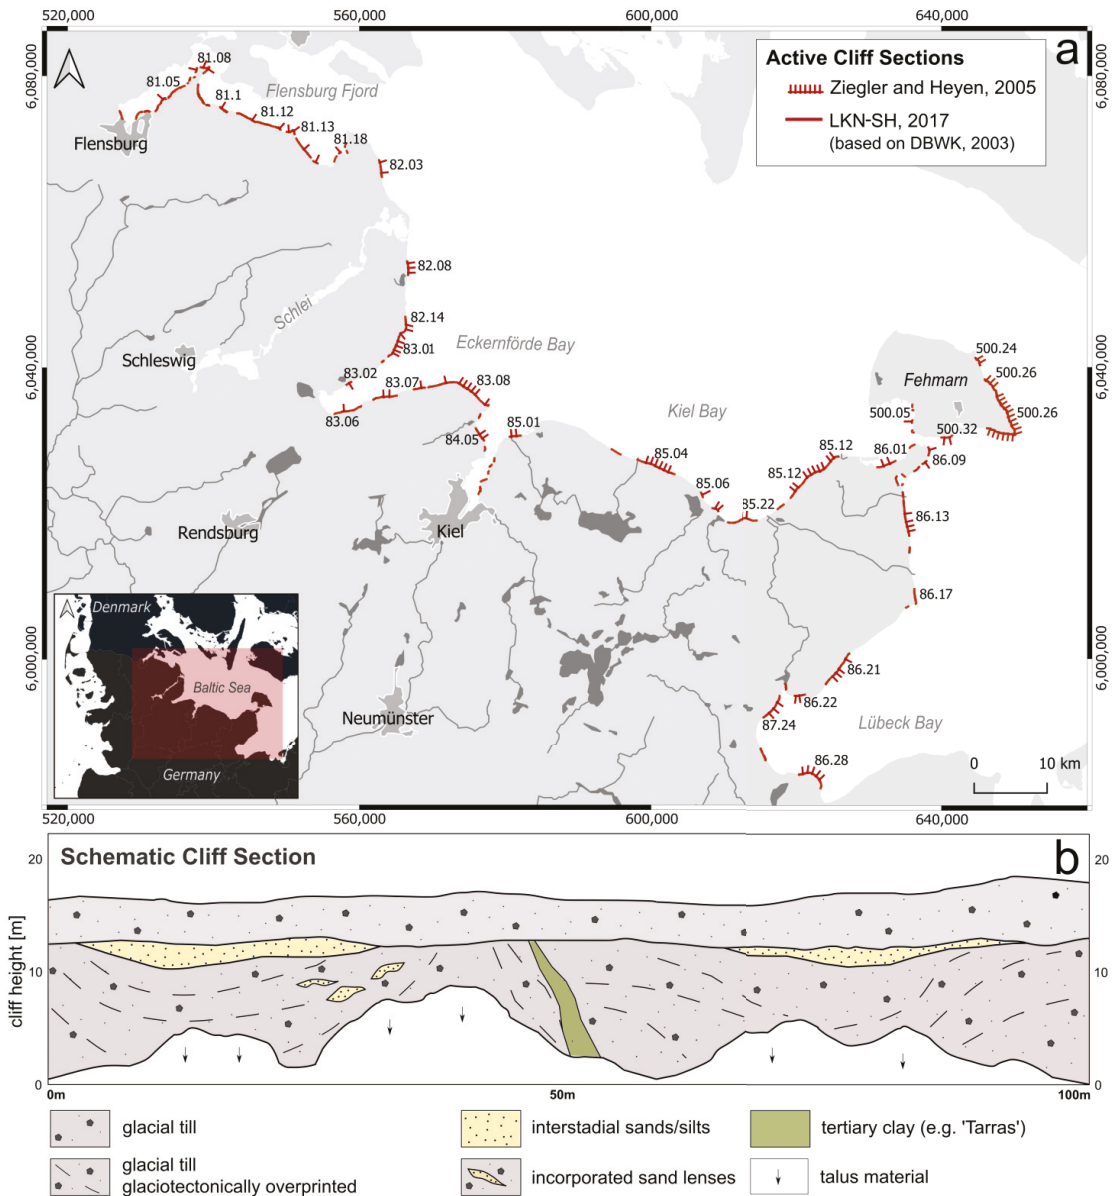 520,000
560,000
600,000
640,000
a
6,080,000
6,080,000
Active Cliff Sections
Ziegler and Heyen, 2005
LKN-SH, 2017
(based on DBWK, 2003)
81.08
81.05
81.1
Flensburg Fjord
81.12
81.13
81.18
Flensburg
82.03
82.08
Schlei
82.14
Eckernförde Bay
83.01
Schleswig
6,040,000
6,040,000
83.02
83.07
83.08
83.06
84.05
85.01
Kiel Bay
500.24
Fehmarn
500.26
500.05
500.26
500.32
85.04
85.12
86.01
86.09
85.12
85.06
85.22
86.13
Rendsburg
Kiel
86.17
Denmark
Baltic Sea
Germany
6,000,000
6,000,000
86.21
86.22
87.24
Neumünster
Lübeck Bay
86.28
0 10 km
520,000
560,000
600,000
640,000
Schematic Cliff Section
b
20
20
cliff height [m]
10
10
0
0
0m
50m
100m
glacial till
interstadial sands/silts
tertiary clay (e.g. 'Tarras')
glacial till
glaciotectonically overprinted
incorporated sand lenses
talus material